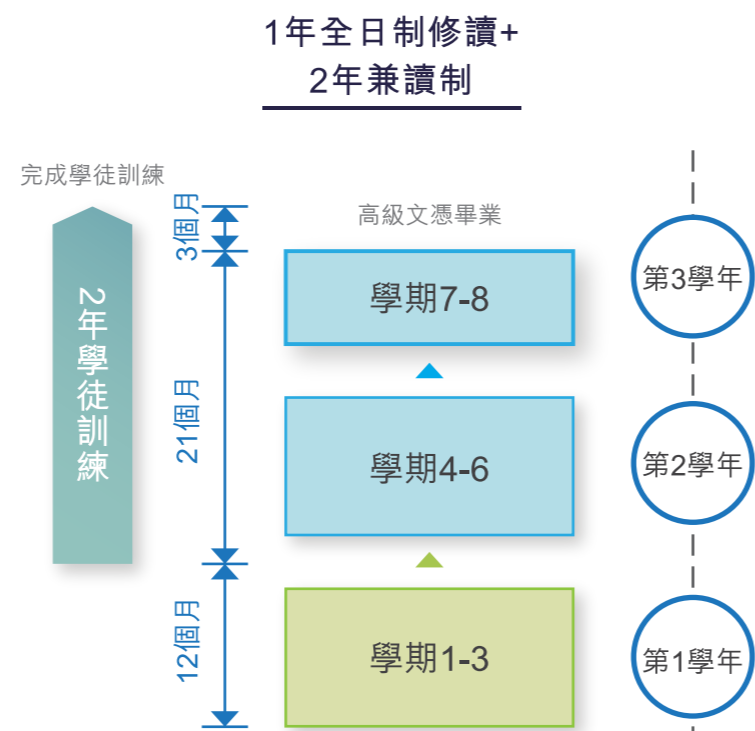 1年全日制修讀+
2年兼讀制
完成學徒訓練
2年學徒訓練
3個月
21個月
12個月
高級文憑畢業
學期7-8
學期4-6
學期1-3
第3學年
第2學年
第1學年